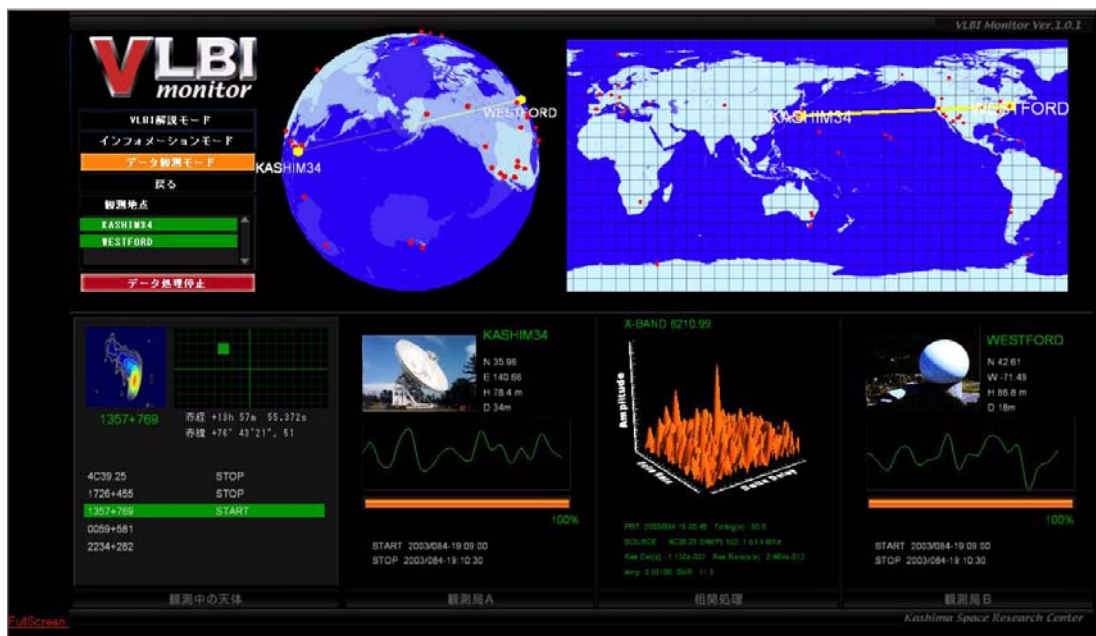 VLBI Monitor Ver.1.0.1
VLBI
monitor
VLBI解説モード
インフォメーションモード
データ観測モード
戻る
観測地点
KASHIM34
WESTFORD
データ処理停止
KASHIM34
WESTFORD
KASHIM34
WESTFORD
1357+769
赤経 +13h 57m 55.372s
赤緯 +76° 43'21".51
4C39.25 STOP
1726+455 STOP
1357+769 START
0059+581
2234+282
観測中の天体
KASHIM34
N 35.96
E 140.66
H 78.4 m
D 34m
100%
START 2003/084-19:09:00
STOP 2003/084-19:10:30
観測局A
X-BAND 8210.99
Amplitude
Delay
相関処理
WESTFORD
N 42.61
W -71.49
H 86.8 m
D 18m
100%
START 2003/084-19:09:00
STOP 2003/084-19:10:30
観測局B
FullScreen
Kashima Space Research Center